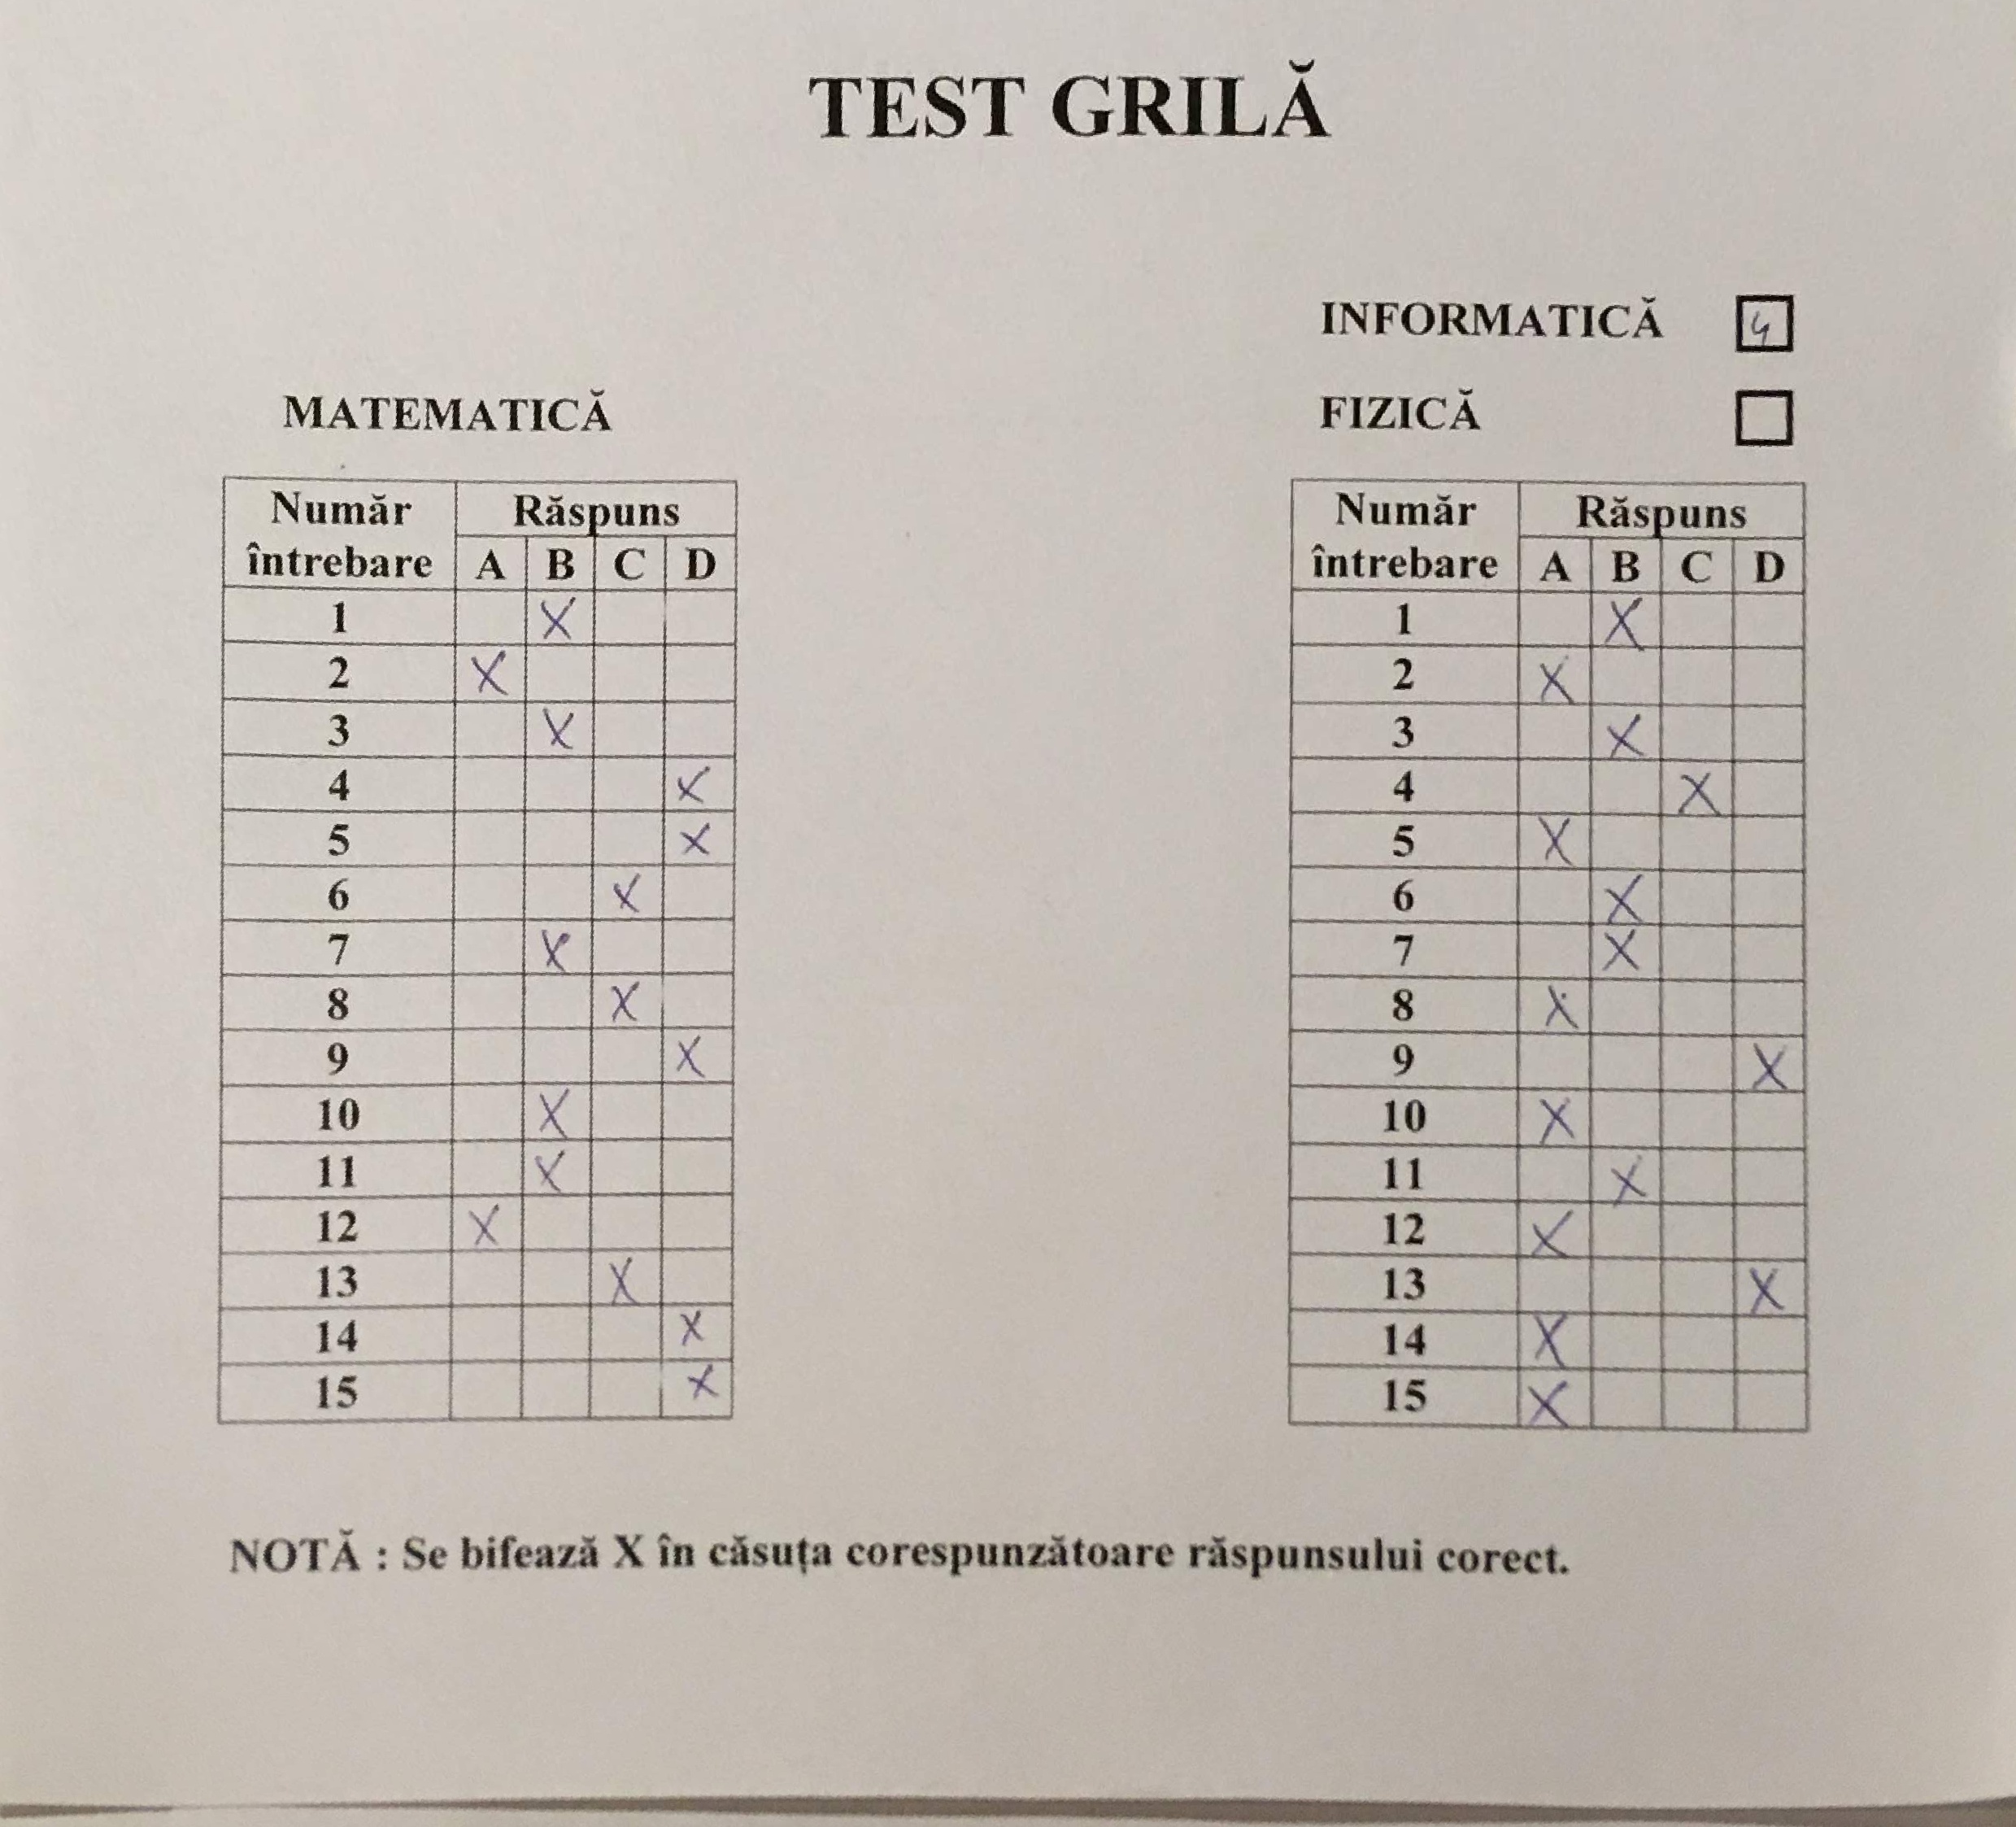 TEST GRILĂ
INFORMATICĂ 4
FIZICĂ
MATEMATICĂ
Număr întrebare Răspuns
A B C D
1 X
2 X
3 X
4 X
5 X
6 X
7 X
8 X
9 X
10 X
11 X
12 X
13 X
14 X
15 X
Număr întrebare Răspuns
A B C D
1 X
2 X
3 X
4 X
5 X
6 X
7 X
8 X
9 X
10 X
11 X
12 X
13 X
14 X
15 X
NOTĂ : Se bifează X în căsuța corespunzătoare răspunsului corect.